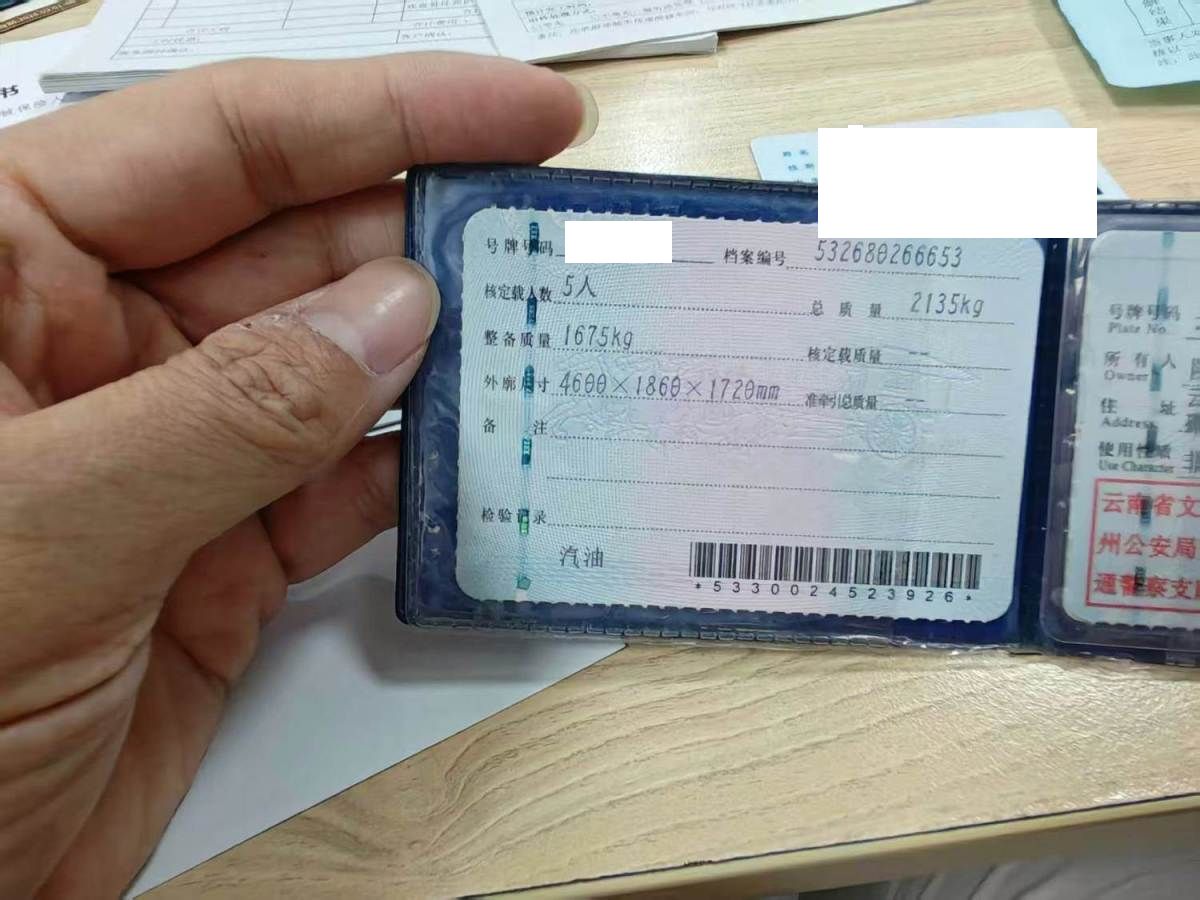 号牌号码 档案编号 532680266653
核定载人数 5人 总质量 2135kg
整备质量 1675kg 核定载质量 --
外廓尺寸 4600×1860×1720mm 准牵引总质量 --
备注
检验记录
汽油
*5330024523926*
号牌号码
Plate No.
所有人
Owner
住址
Address
使用性质
Use Character
云南省文
州公安局
通警察支